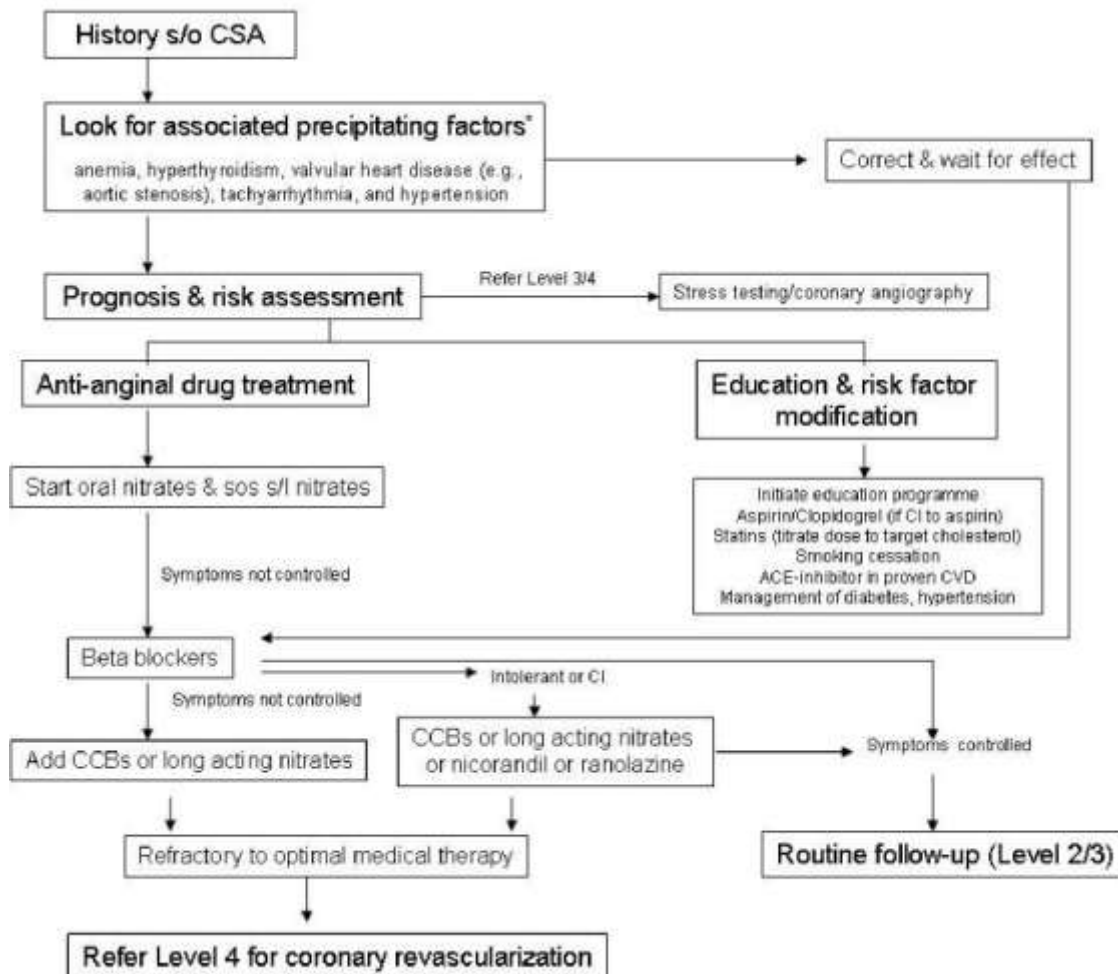 History s/o CSA
Look for associated precipitating factors*
anemia, hyperthyroidism, valvular heart disease (e.g.,
aortic stenosis), tachyarrhythmia, and hypertension
Correct & wait for effect
Prognosis & risk assessment
Refer Level 3/4
Stress testing/coronary angiography
Anti-anginal drug treatment
Education & risk factor
modification
Start oral nitrates & sos s/l nitrates
Initiate education programme
Aspirin/Clopidogrel (if CI to aspirin)
Statins (titrate dose to target cholesterol)
Smoking cessation
ACE-inhibitor in proven CVD
Management of diabetes, hypertension
Symptoms not controlled
Beta blockers
Intolerant or CI
Symptoms not controlled
Add CCBs or long acting nitrates
CCBs or long acting nitrates
or nicorandil or ranolazine
Symptoms controlled
Refractory to optimal medical therapy
Routine follow-up (Level 2/3)
Refer Level 4 for coronary revascularization